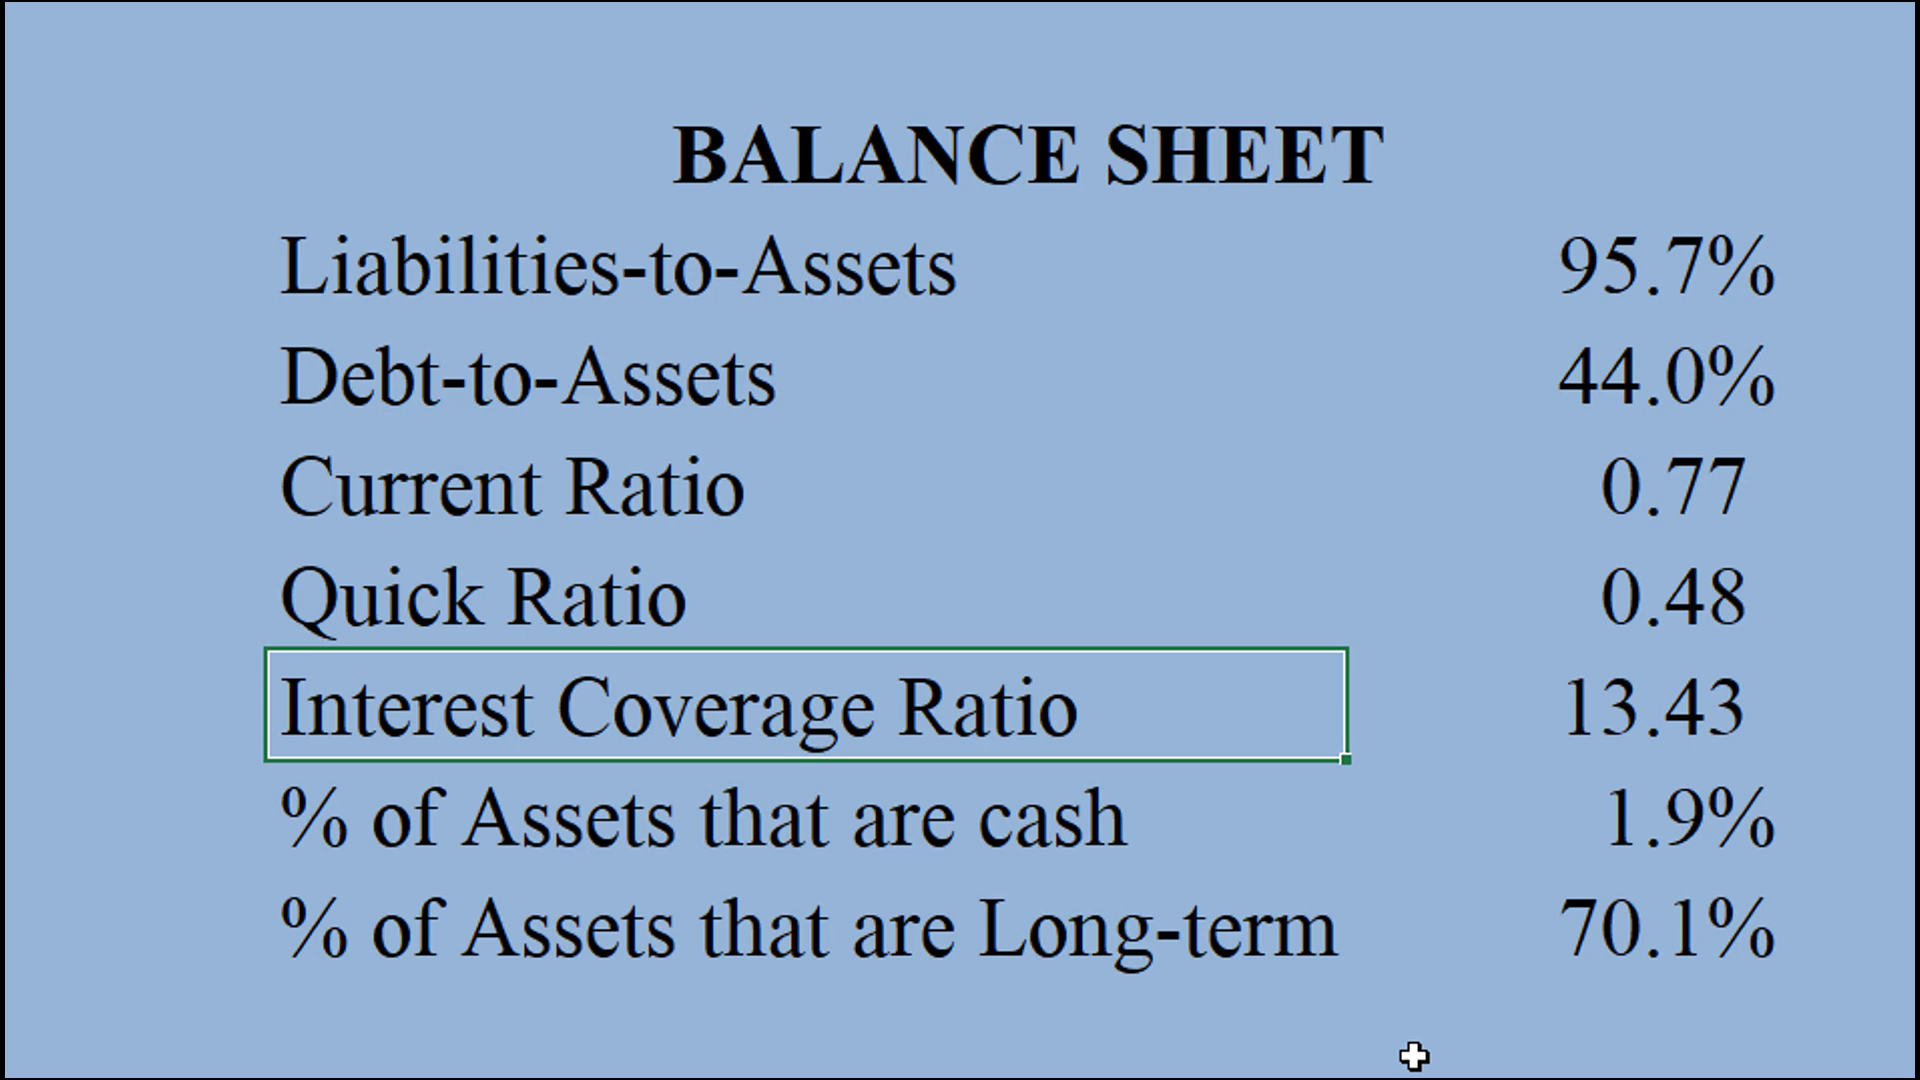 BALANCE SHEET
Liabilities-to-Assets 95.7%
Debt-to-Assets 44.0%
Current Ratio 0.77
Quick Ratio 0.48
Interest Coverage Ratio 13.43
% of Assets that are cash 1.9%
% of Assets that are Long-term 70.1%